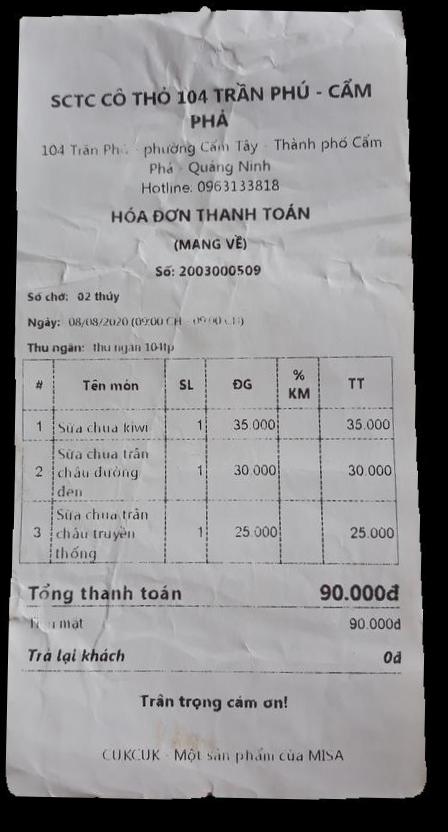 SCTC CÔ THỎ 104 TRẦN PHÚ - CẨM
PHẢ
104 Trần Phú - phường Cẩm Tây - Thành phố Cẩm
Phả - Quảng Ninh
Hotline: 0963133818
HÓA ĐƠN THANH TOÁN
(MANG VỀ)
Số: 2003000509
Số chờ: 02 thủy
Ngày: 08/08/2020 (09:00 CH - 09:00 CH)
Thu ngân: thu ngân 104tp
# Tên món SL ĐG % KM TT
1 Sữa chua kiwi 1 35.000 35.000
Sữa chua trân
2 châu đường 1 30.000 30.000
đen
Sữa chua trân
3 châu truyền 1 25.000 25.000
thống
Tổng thanh toán 90.000đ
Tiền mặt 90.000đ
Trả lại khách 0đ
Trân trọng cảm ơn!
CUKCUK - Một sản phẩm của MISA